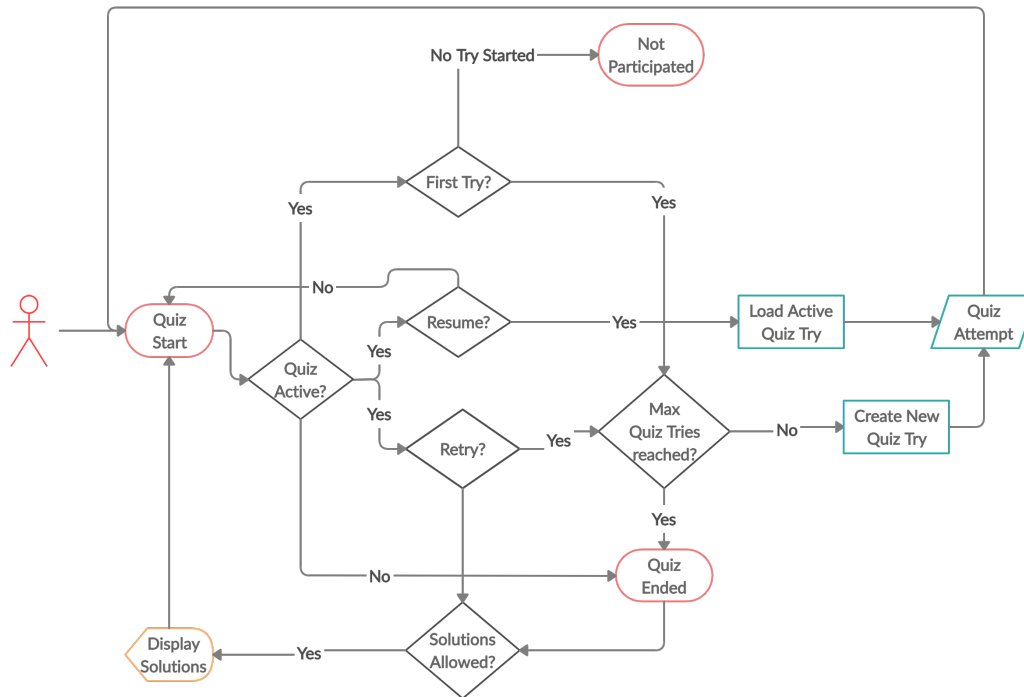 No Try Started
Not
Participated
First Try?
Yes
Yes
No
Quiz
Start
Resume?
Yes
Load Active
Quiz Try
Quiz
Attempt
Yes
Quiz
Active?
Yes
Retry?
Yes
Max
Quiz Tries
reached?
No
Create New
Quiz Try
Yes
No
Quiz
Ended
Display
Solutions
Yes
Solutions
Allowed?